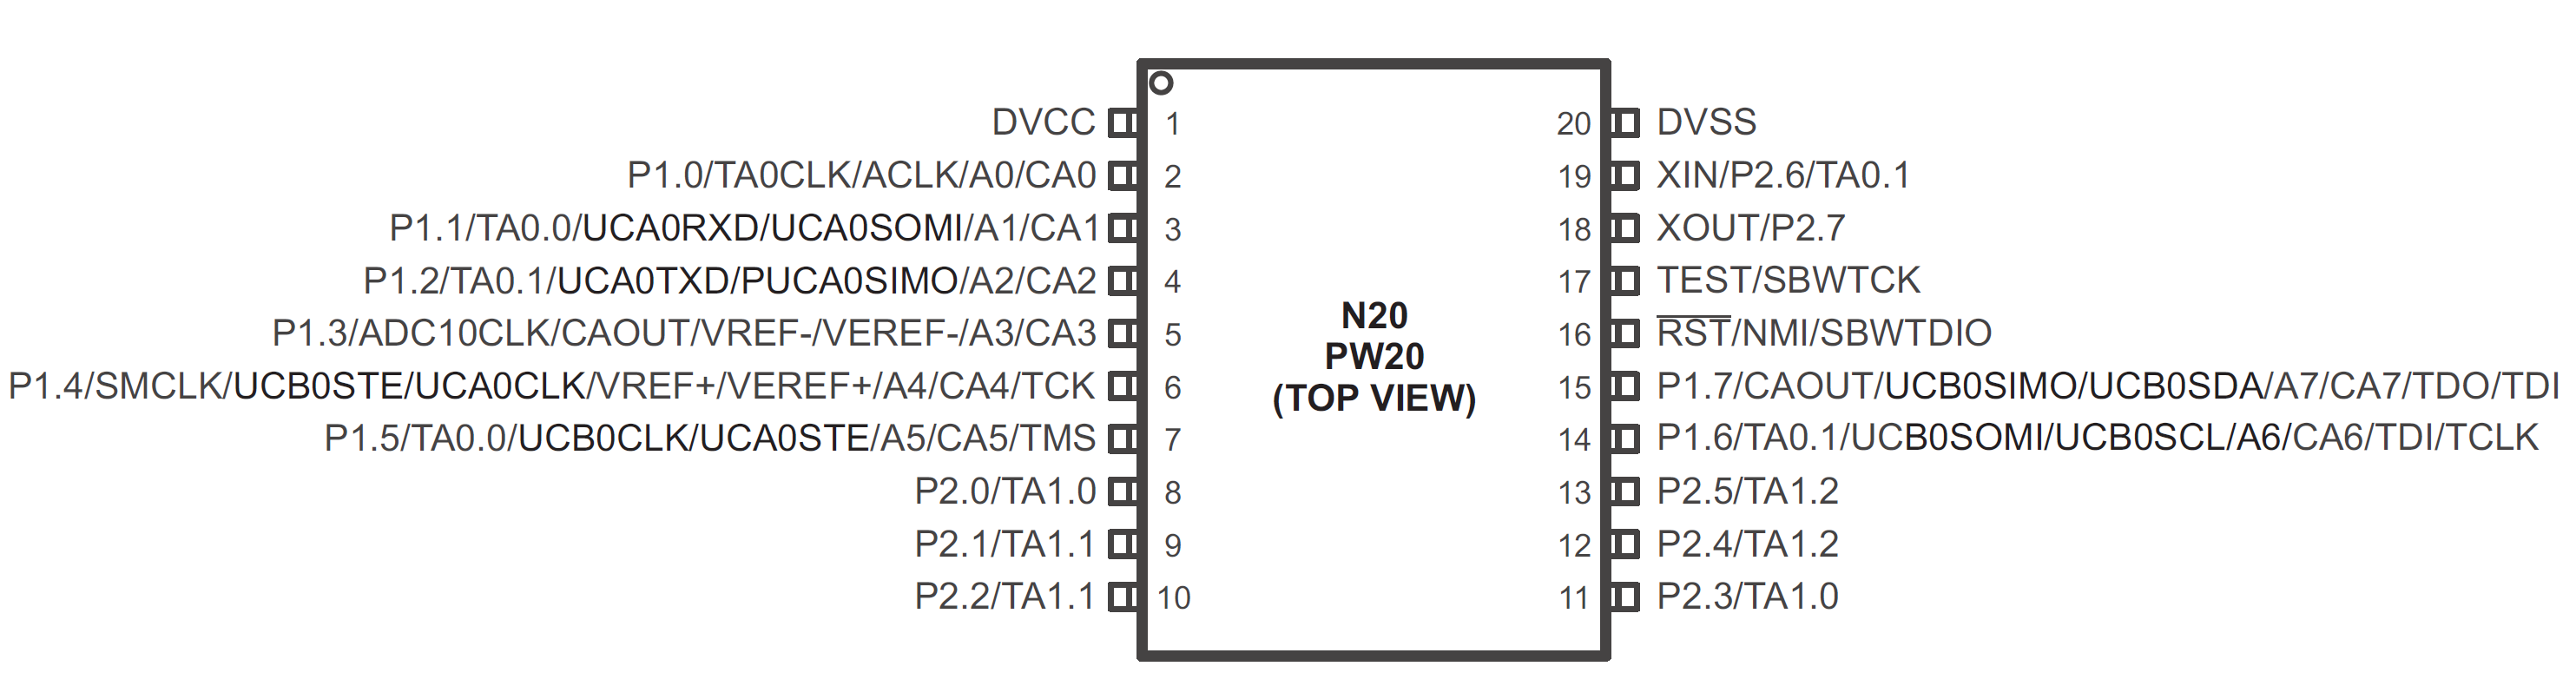 DVCC 1 20 DVSS
P1.0/TA0CLK/ACLK/A0/CA0 2 19 XIN/P2.6/TA0.1
P1.1/TA0.0/UCA0RXD/UCA0SOMI/A1/CA1 3 18 XOUT/P2.7
P1.2/TA0.1/UCA0TXD/PUCA0SIMO/A2/CA2 4 17 TEST/SBWTCK
P1.3/ADC10CLK/CAOUT/VREF-/VEREF-/A3/CA3 5 16 RST/NMI/SBWTDIO
P1.4/SMCLK/UCB0STE/UCA0CLK/VREF+/VEREF+/A4/CA4/TCK 6 15 P1.7/CAOUT/UCB0SIMO/UCB0SDA/A7/CA7/TDO/TDI
P1.5/TA0.0/UCB0CLK/UCA0STE/A5/CA5/TMS 7 14 P1.6/TA0.1/UCB0SOMI/UCB0SCL/A6/CA6/TDI/TCLK
P2.0/TA1.0 8 13 P2.5/TA1.2
P2.1/TA1.1 9 12 P2.4/TA1.2
P2.2/TA1.1 10 11 P2.3/TA1.0
N20
PW20
(TOP VIEW)